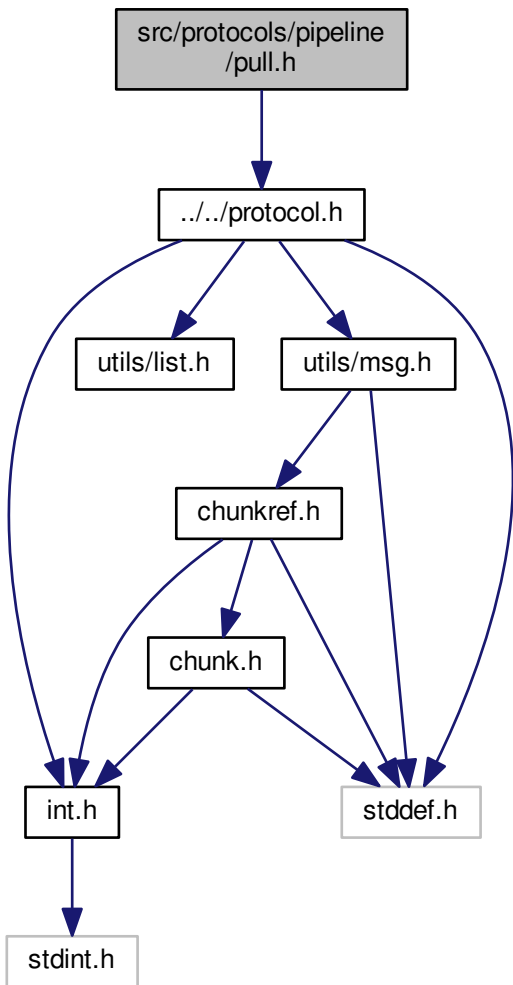 src/protocols/pipeline
/pull.h
../../protocol.h
utils/list.h
utils/msg.h
chunkref.h
chunk.h
int.h
stddef.h
stdint.h